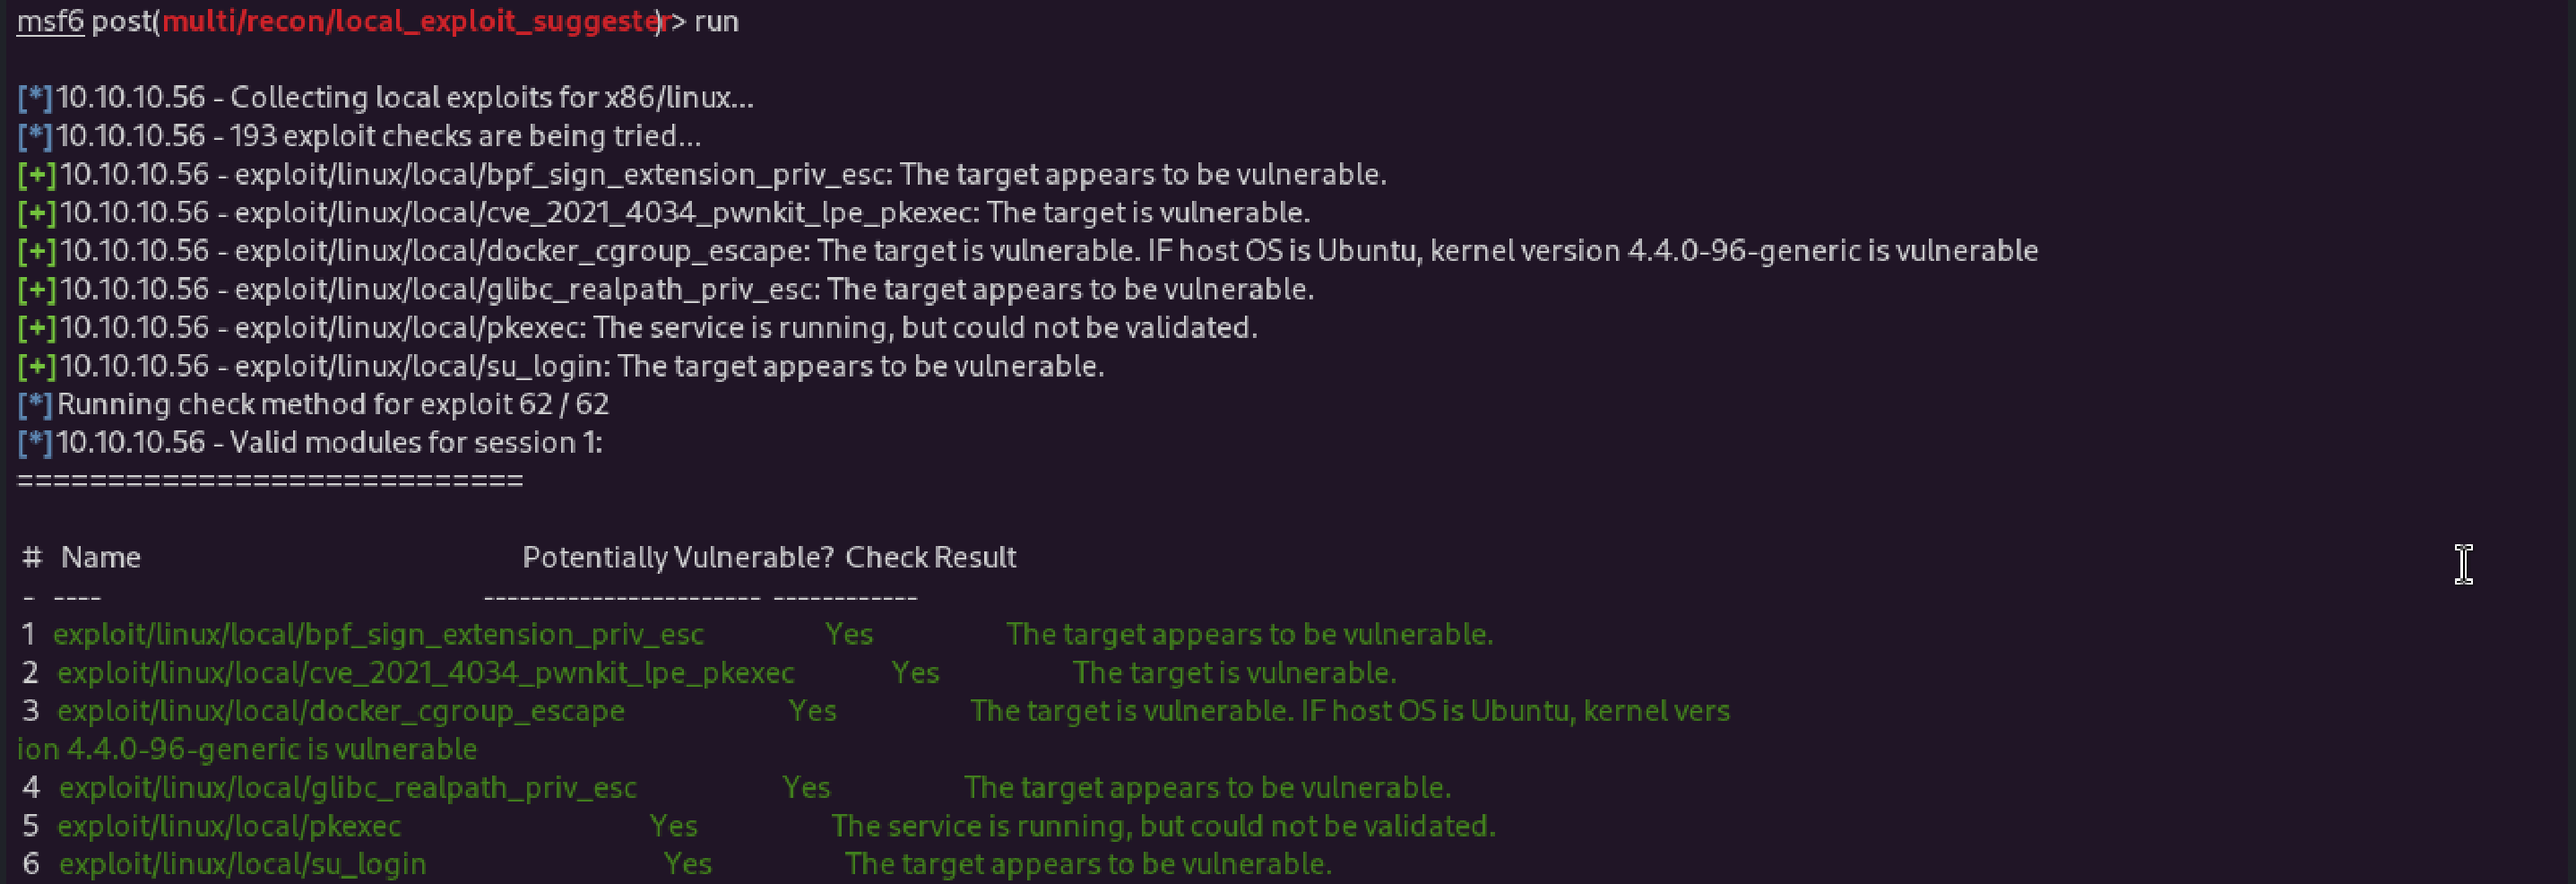 msf6 post(multi/recon/local_exploit_suggester) > run
[*] 10.10.10.56 - Collecting local exploits for x86/linux...
[*] 10.10.10.56 - 193 exploit checks are being tried...
[+] 10.10.10.56 - exploit/linux/local/bpf_sign_extension_priv_esc: The target appears to be vulnerable.
[+] 10.10.10.56 - exploit/linux/local/cve_2021_4034_pwnkit_lpe_pkexec: The target is vulnerable.
[+] 10.10.10.56 - exploit/linux/local/docker_cgroup_escape: The target is vulnerable. IF host OS is Ubuntu, kernel version 4.4.0-96-generic is vulnerable
[+] 10.10.10.56 - exploit/linux/local/glibc_realpath_priv_esc: The target appears to be vulnerable.
[+] 10.10.10.56 - exploit/linux/local/pkexec: The service is running, but could not be validated.
[+] 10.10.10.56 - exploit/linux/local/su_login: The target appears to be vulnerable.
[*] Running check method for exploit 62 / 62
[*] 10.10.10.56 - Valid modules for session 1:
============================
# Name Potentially Vulnerable? Check Result
- ---- ----------------------- ------------
1 exploit/linux/local/bpf_sign_extension_priv_esc Yes The target appears to be vulnerable.
2 exploit/linux/local/cve_2021_4034_pwnkit_lpe_pkexec Yes The target is vulnerable.
3 exploit/linux/local/docker_cgroup_escape Yes The target is vulnerable. IF host OS is Ubuntu, kernel vers
ion 4.4.0-96-generic is vulnerable
4 exploit/linux/local/glibc_realpath_priv_esc Yes The target appears to be vulnerable.
5 exploit/linux/local/pkexec Yes The service is running, but could not be validated.
6 exploit/linux/local/su_login Yes The target appears to be vulnerable.